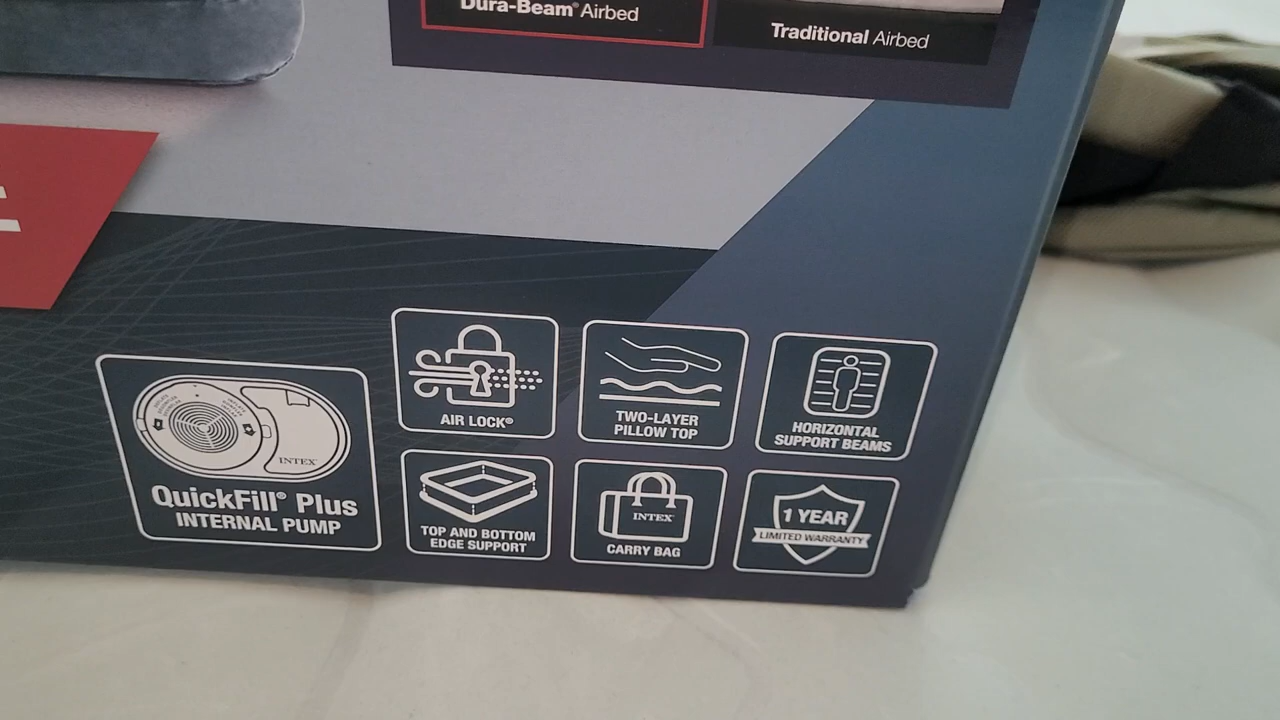 Dura-Beam® Airbed
Traditional Airbed
AIR LOCK®
TWO-LAYER
PILLOW TOP
HORIZONTAL
SUPPORT BEAMS
INTEX
QuickFill® Plus
INTERNAL PUMP
TOP AND BOTTOM
EDGE SUPPORT
INTEX
CARRY BAG
1 YEAR
LIMITED WARRANTY